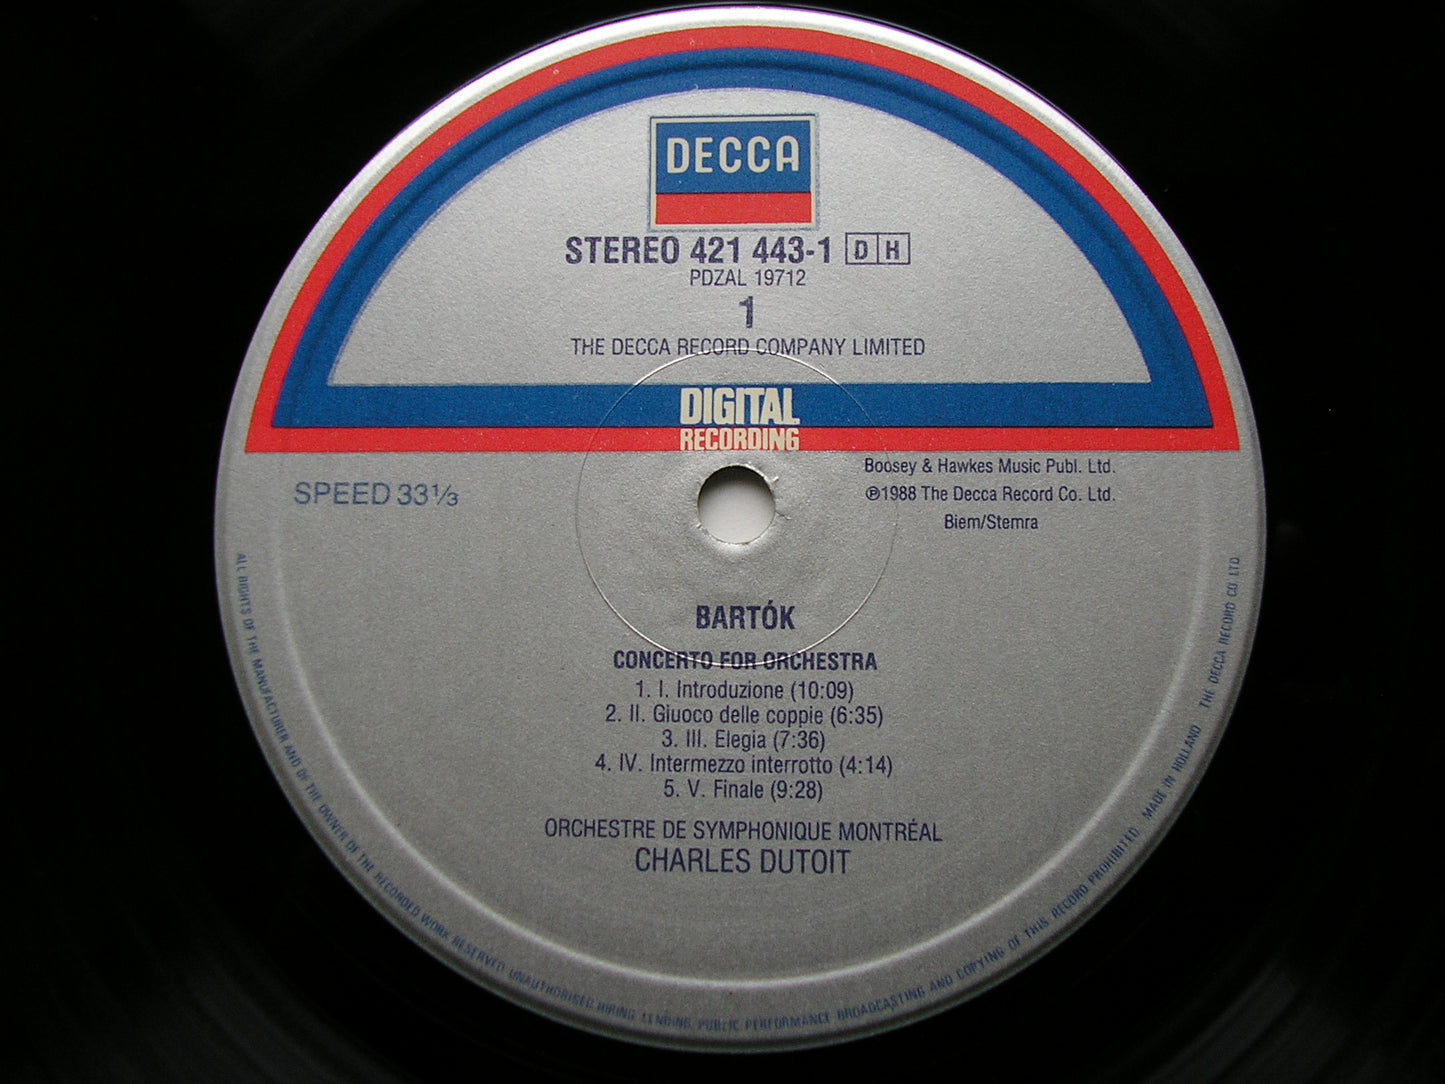 DECCA
STEREO 421 443-1 D H
PDZAL 19712
1
THE DECCA RECORD COMPANY LIMITED
DIGITAL
RECORDING
SPEED 33⅓
Boosey & Hawkes Music Publ. Ltd.
℗1988 The Decca Record Co. Ltd.
Biem/Stemra
BARTÓK
CONCERTO FOR ORCHESTRA
1. I. Introduzione (10:09)
2. II. Giuoco delle coppie (6:35)
3. III. Elegia (7:36)
4. IV. Intermezzo interrotto (4:14)
5. V. Finale (9:28)
ORCHESTRE DE SYMPHONIQUE MONTRÉAL
CHARLES DUTOIT
ALL RIGHTS OF THE MANUFACTURER AND OF THE OWNER OF THE RECORDED WORK RESERVED UNAUTHORISED HIRING LENDING PUBLIC PERFORMANCE BROADCASTING AND COPYING OF THIS RECORD PROHIBITED MADE IN HOLLAND THE DECCA RECORD CO. LTD